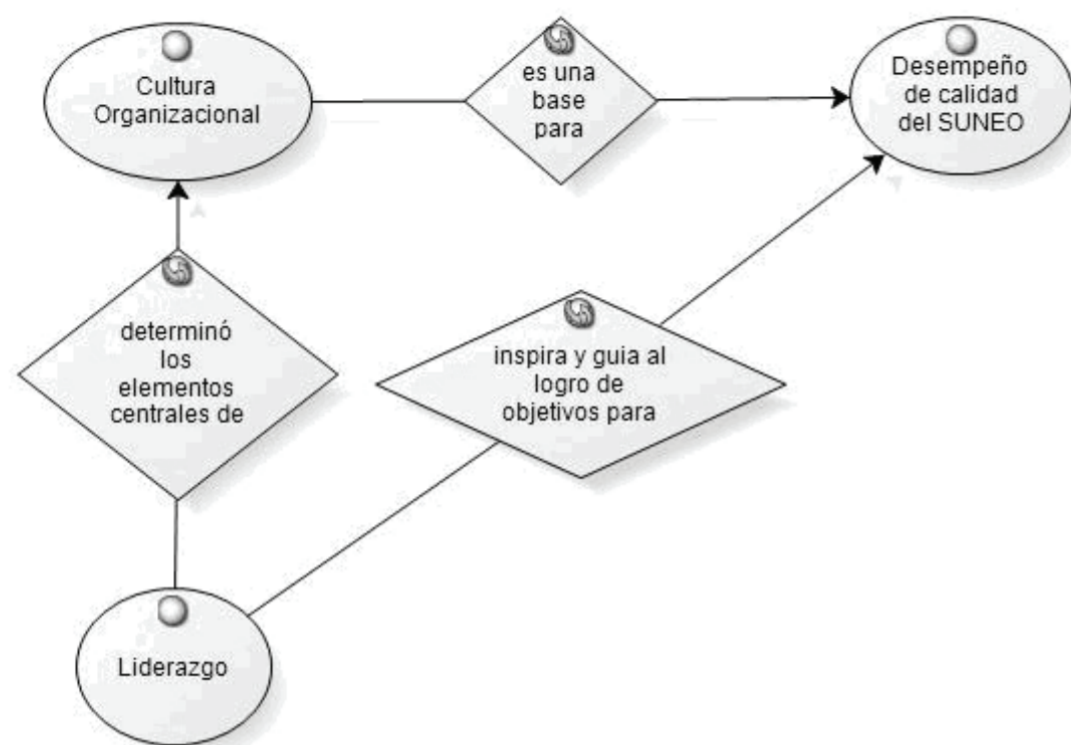 Cultura
Organizacional
es una
base
para
Desempeño
de calidad
del SUNEO
determinó
los
elementos
centrales de
inspira y guia al
logro de
objetivos para
Liderazgo